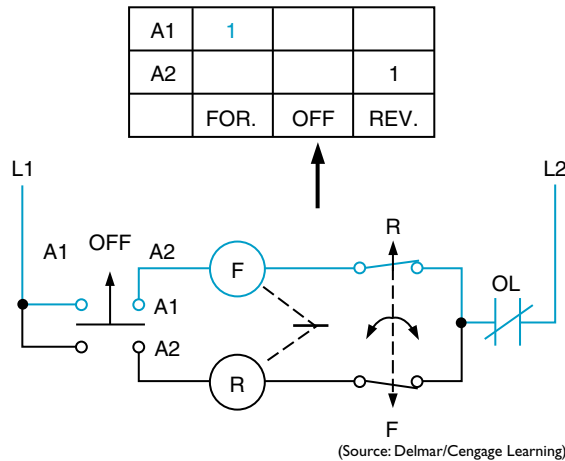 A1 1
A2 1
FOR. OFF REV.
L1 L2
A1 OFF A2 R
F OL
A1
A2
R
F
(Source: Delmar/Cengage Learning)